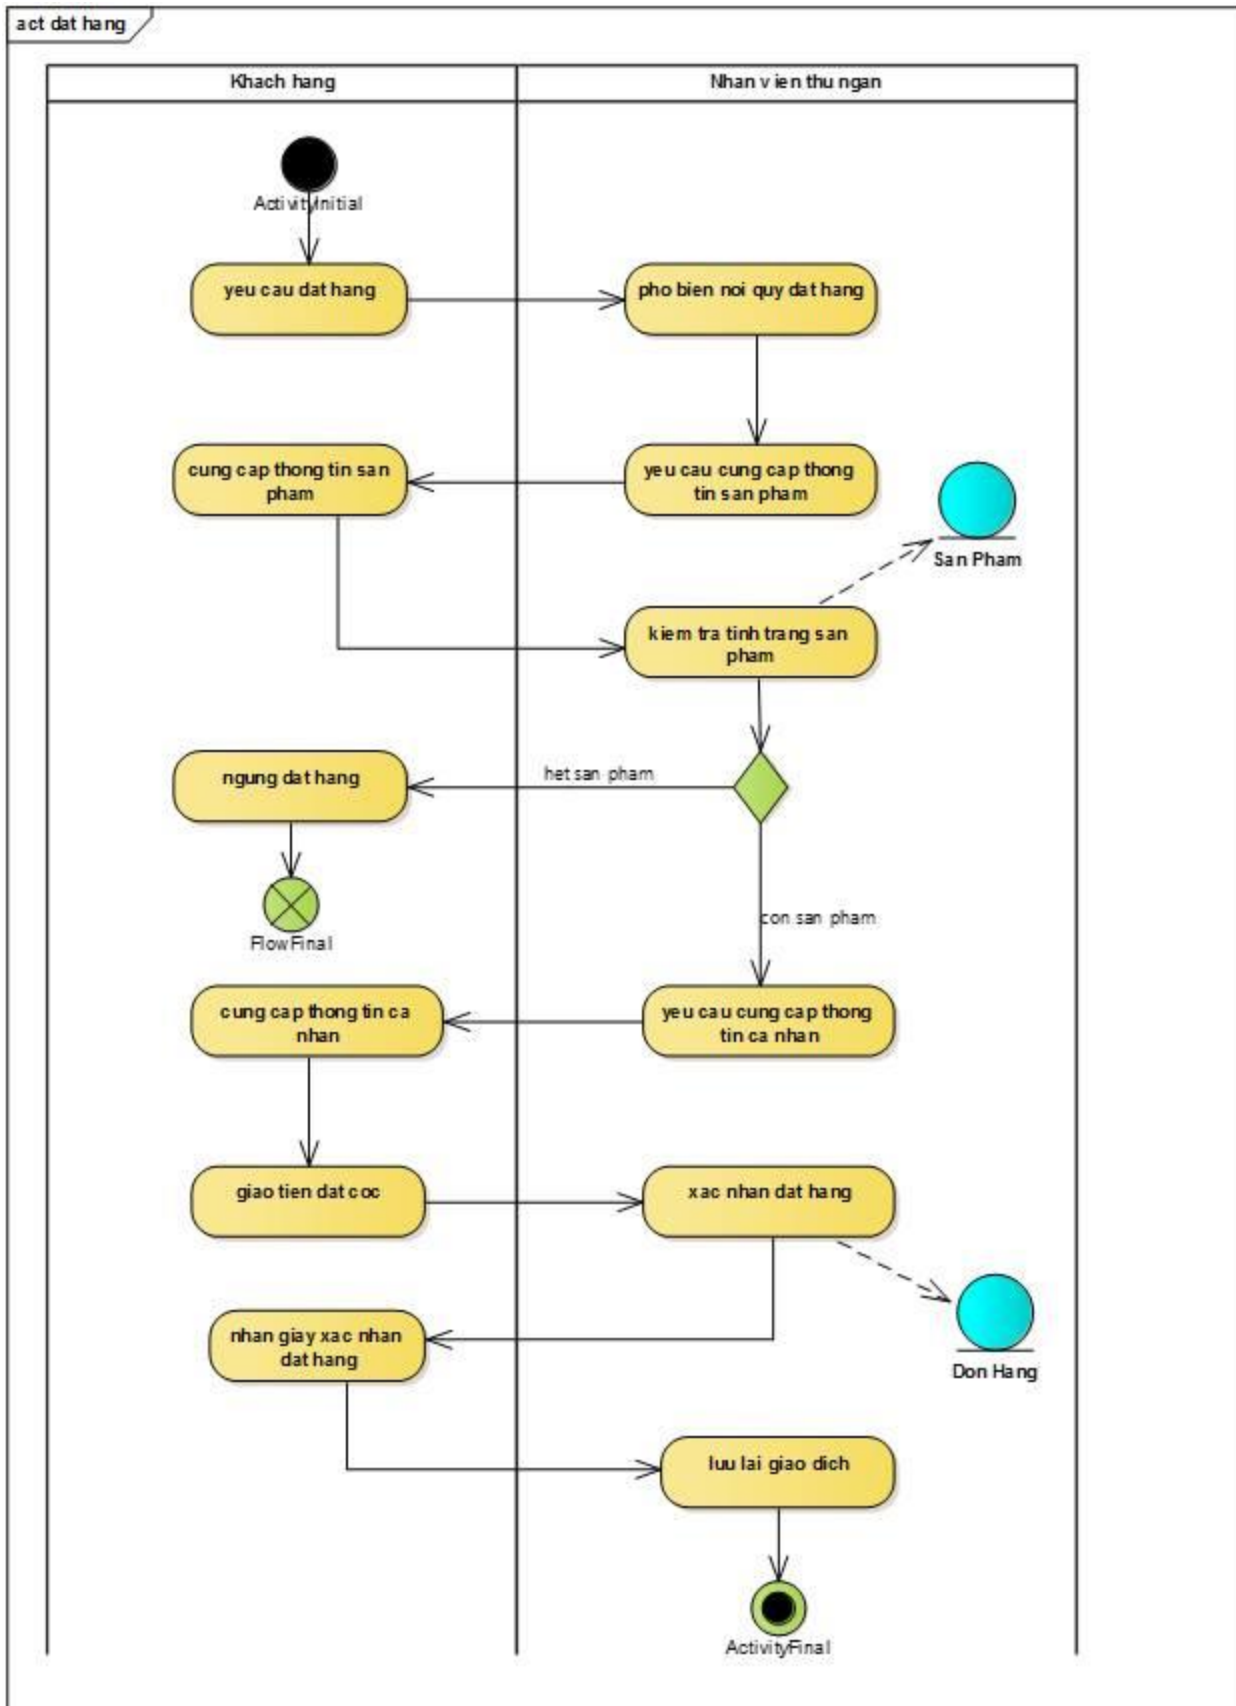 act dat hang
Khach hang
Nhan vien thu ngan
ActivityInitial
yeu cau dat hang
pho bien noi quy dat hang
cung cap thong tin san
pham
yeu cau cung cap thong
tin san pham
San Pham
kiem tra tinh trang san
pham
ngung dat hang
het san pham
FlowFinal
con san pham
cung cap thong tin ca
nhan
yeu cau cung cap thong
tin ca nhan
giao tien dat coc
xac nhan dat hang
nhan giay xac nhan
dat hang
Don Hang
luu lai giao dich
ActivityFinal